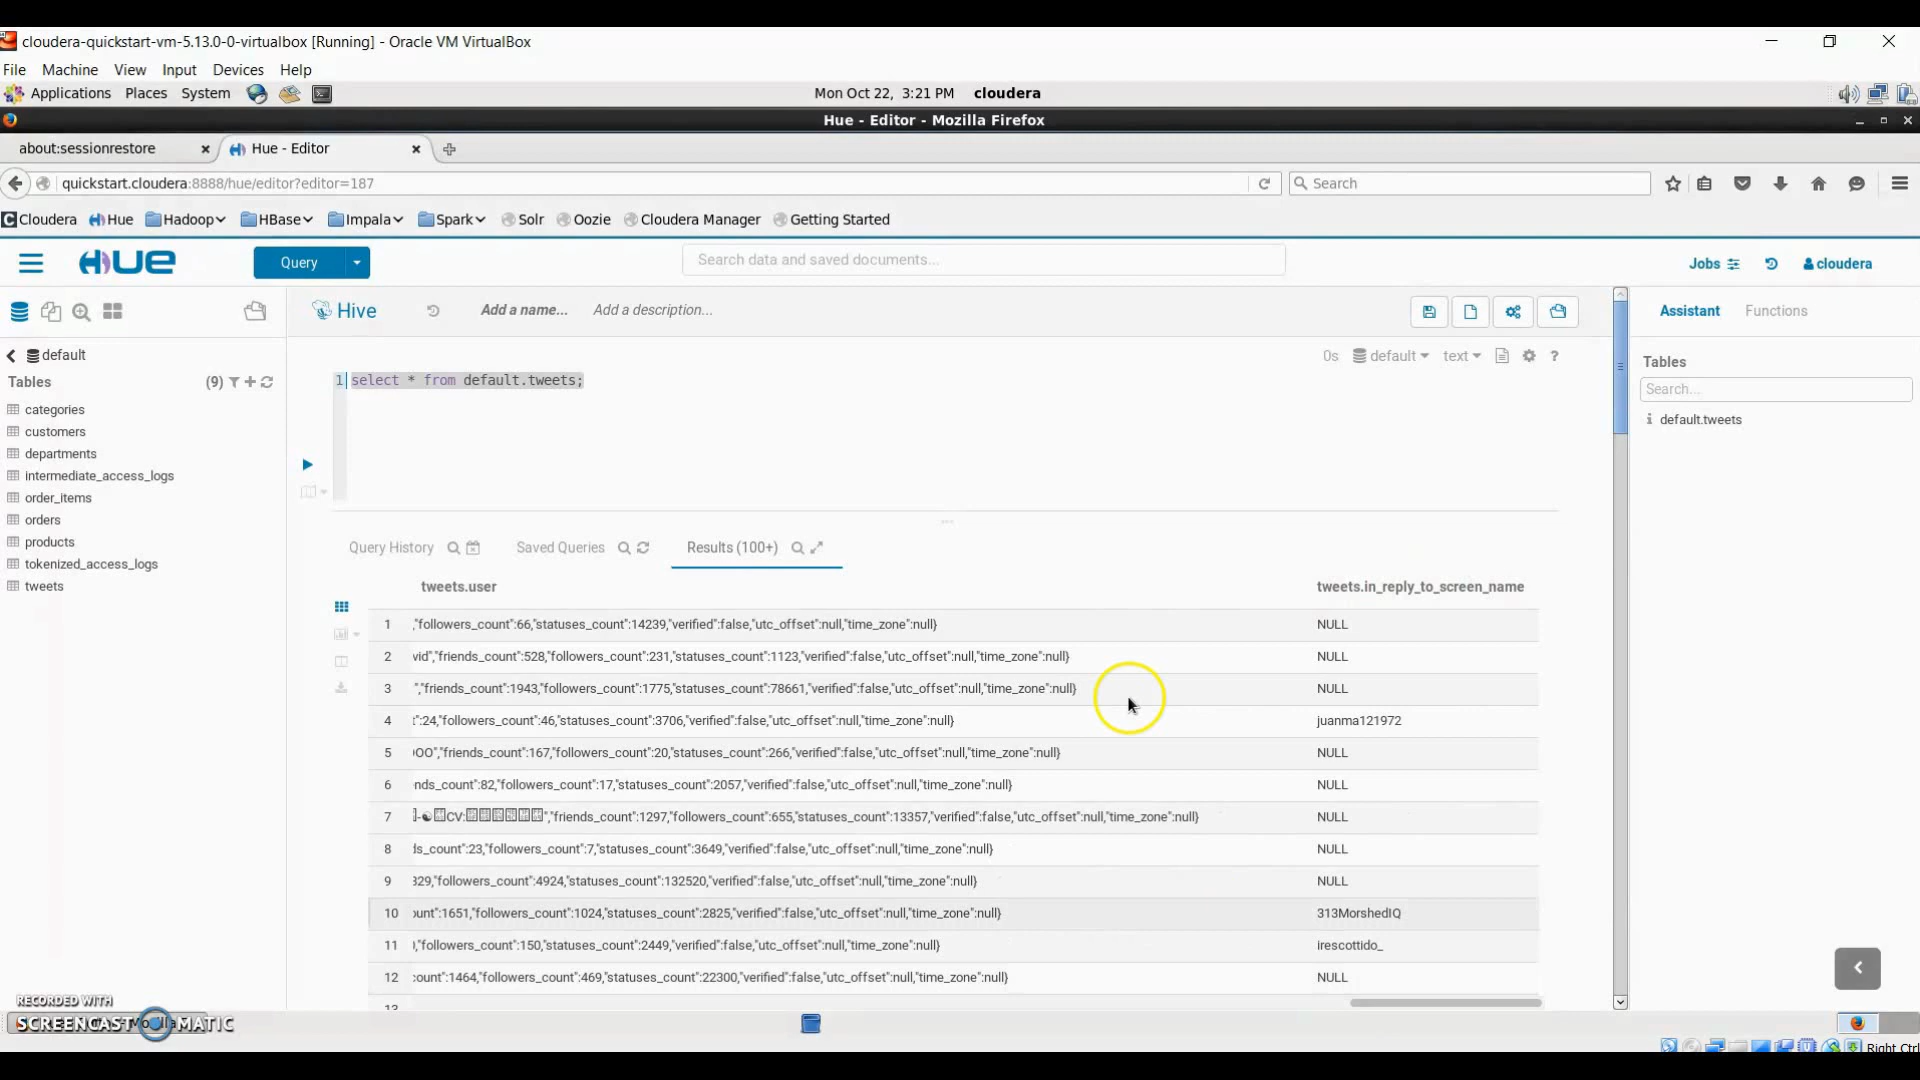 cloudera-quickstart-vm-5.13.0-0-virtualbox [Running] - Oracle VM VirtualBox
File Machine View Input Devices Help
Applications Places System Mon Oct 22, 3:21 PM cloudera
Hue - Editor - Mozilla Firefox
about:sessionrestore Hue - Editor
quickstart.cloudera:8888/hue/editor?editor=187 Search
Cloudera Hue Hadoop HBase Impala Spark Solr Oozie Cloudera Manager Getting Started
HUE Query Search data and saved documents... Jobs cloudera
Hive Add a name... Add a description... Assistant Functions
default 0s default text ?
Tables (9) Tables
1 select * from default.tweets; Search...
categories default.tweets
customers
departments
intermediate_access_logs
order_items
orders
products
tokenized_access_logs
tweets
Query History Saved Queries Results (100+)
tweets.user tweets.in_reply_to_screen_name
1 ,"followers_count":66,"statuses_count":14239,"verified":false,"utc_offset":null,"time_zone":null} NULL
2 vid","friends_count":528,"followers_count":231,"statuses_count":1123,"verified":false,"utc_offset":null,"time_zone":null} NULL
3 ","friends_count":1943,"followers_count":1775,"statuses_count":78661,"verified":false,"utc_offset":null,"time_zone":null} NULL
4 t":24,"followers_count":46,"statuses_count":3706,"verified":false,"utc_offset":null,"time_zone":null} juanma121972
5 OO","friends_count":167,"followers_count":20,"statuses_count":266,"verified":false,"utc_offset":null,"time_zone":null} NULL
6 nds_count":82,"followers_count":17,"statuses_count":2057,"verified":false,"utc_offset":null,"time_zone":null} NULL
7 -☯CV: ","friends_count":1297,"followers_count":655,"statuses_count":13357,"verified":false,"utc_offset":null,"time_zone":null} NULL
8 ds_count":23,"followers_count":7,"statuses_count":3649,"verified":false,"utc_offset":null,"time_zone":null} NULL
9 329,"followers_count":4924,"statuses_count":132520,"verified":false,"utc_offset":null,"time_zone":null} NULL
10 ount":1651,"followers_count":1024,"statuses_count":2825,"verified":false,"utc_offset":null,"time_zone":null} 313MorshedIQ
11 ,"followers_count":150,"statuses_count":2449,"verified":false,"utc_offset":null,"time_zone":null} irescottido_
12 count":1464,"followers_count":469,"statuses_count":22300,"verified":false,"utc_offset":null,"time_zone":null} NULL
13
RECORDED WITH
SCREENCAST MATIC
Right Ctrl